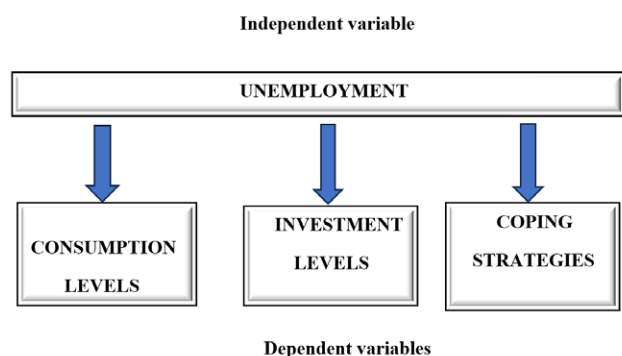 Independent variable
UNEMPLOYMENT
CONSUMPTION
LEVELS
INVESTMENT
LEVELS
COPING
STRATEGIES
Dependent variables